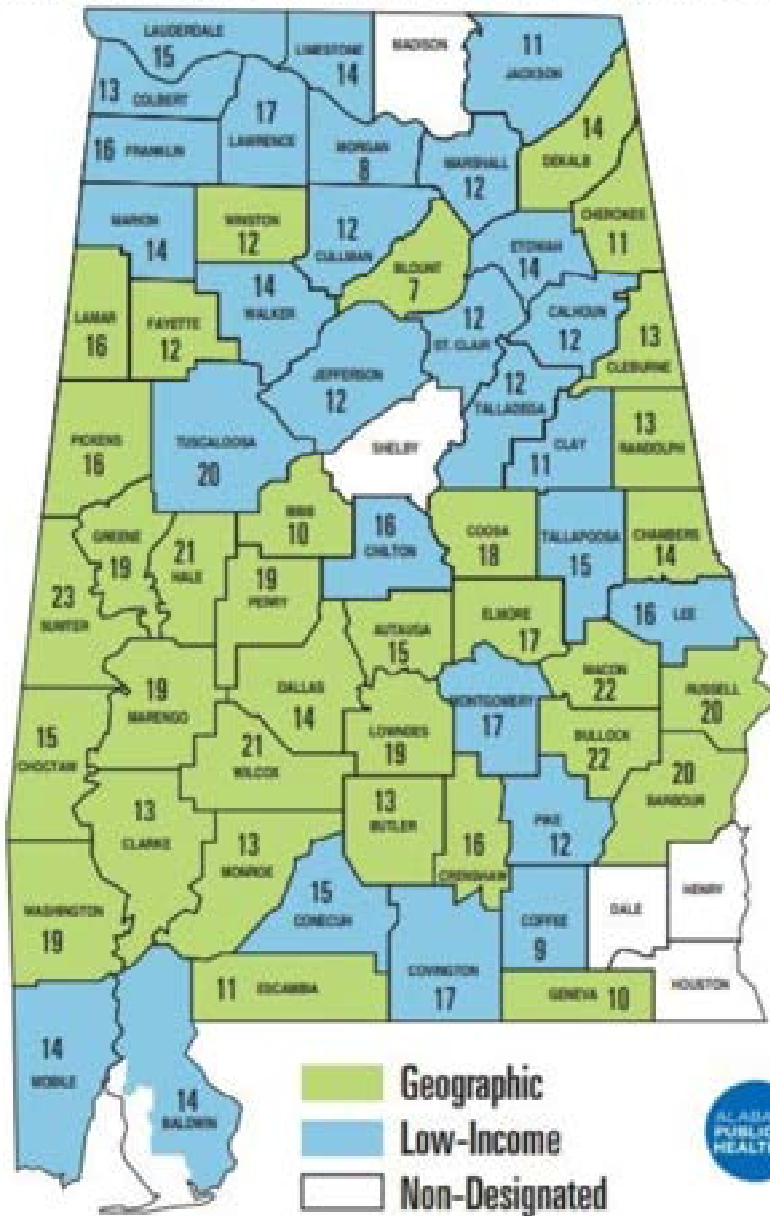 LAUDERDALE
15
LIMESTONE
14
MADISON
11
JACKSON
13
COLBERT
17
LAWRENCE
16 FRANKLIN
MORGAN
8
MARSHALL
12
14
DEKALB
CHEROKEE
11
MARION
14
WINSTON
12
12
CULLMAN
BLOUNT
7
ETOWAH
14
LAMAR
16
FAYETTE
12
14
WALKER
12
ST. CLAIR
CALHOUN
12
13
CLEBURNE
JEFFERSON
12
12
TALLADEGA
PICKENS
16
TUSCALOOSA
20
SHELBY
CLAY
11
13
RANDOLPH
GREENE
19
21
HALE
BIBB
10
16
CHILTON
COOSA
18
TALLAPOOSA
15
CHAMBERS
14
23
SUMTER
19
PERRY
AUTAUGA
15
ELMORE
17
16 LEE
19
MARENGO
DALLAS
14
LOWNDES
19
MONTGOMERY
17
MACON
22
RUSSELL
20
15
CHOCTAW
21
WILCOX
BULLOCK
22
20
BARBOUR
13
CLARKE
13
MONROE
13
BUTLER
16
CRENSHAW
PIKE
12
HENRY
WASHINGTON
19
15
CONECUH
COFFEE
9
DALE
11 ESCAMBIA
COVINGTON
17
GENEVA 10
HOUSTON
14
MOBILE
14
BALDWIN
Geographic
Low-Income
Non-Designated
ALABA
PUBLIC
HEALTH